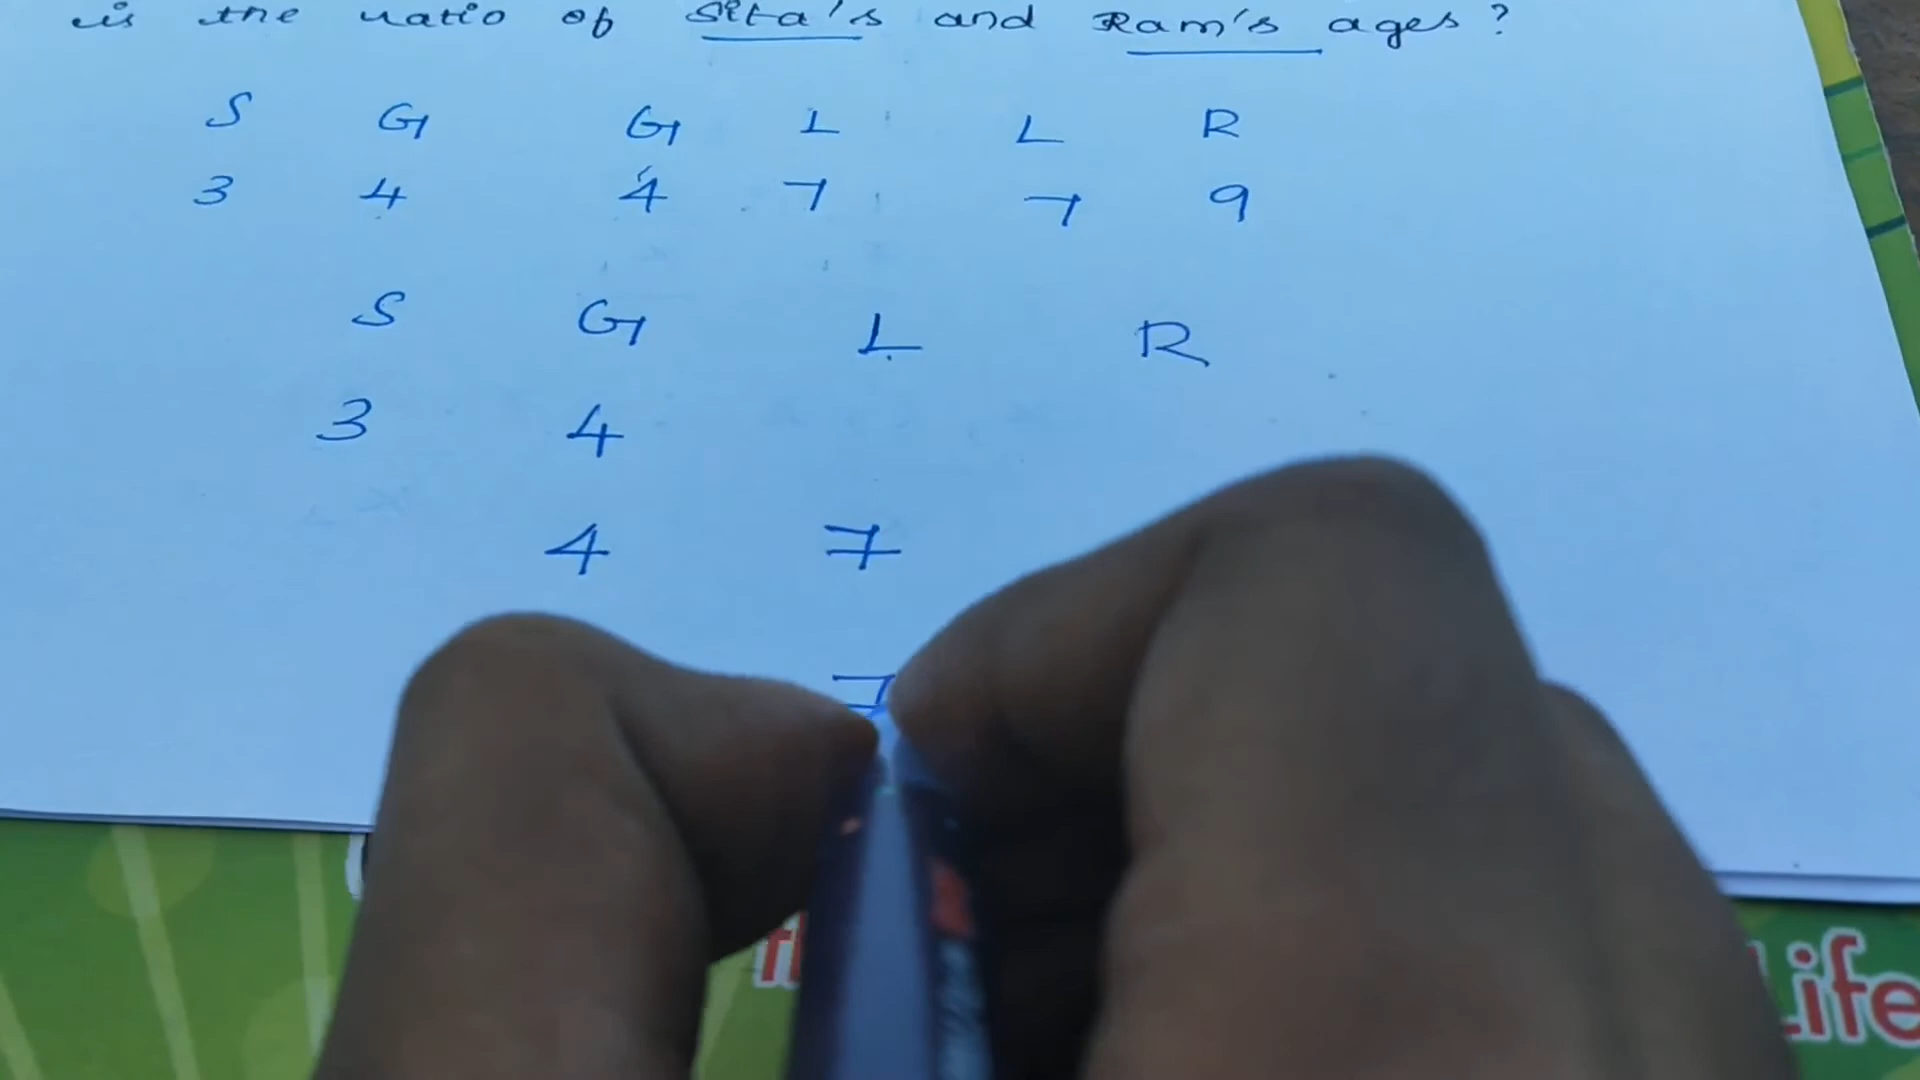 is the ratio of Sita's and Ram's ages?
S G G L L R
3 4 4 7 7 9
S G L R
3 4
4 7
7
Life